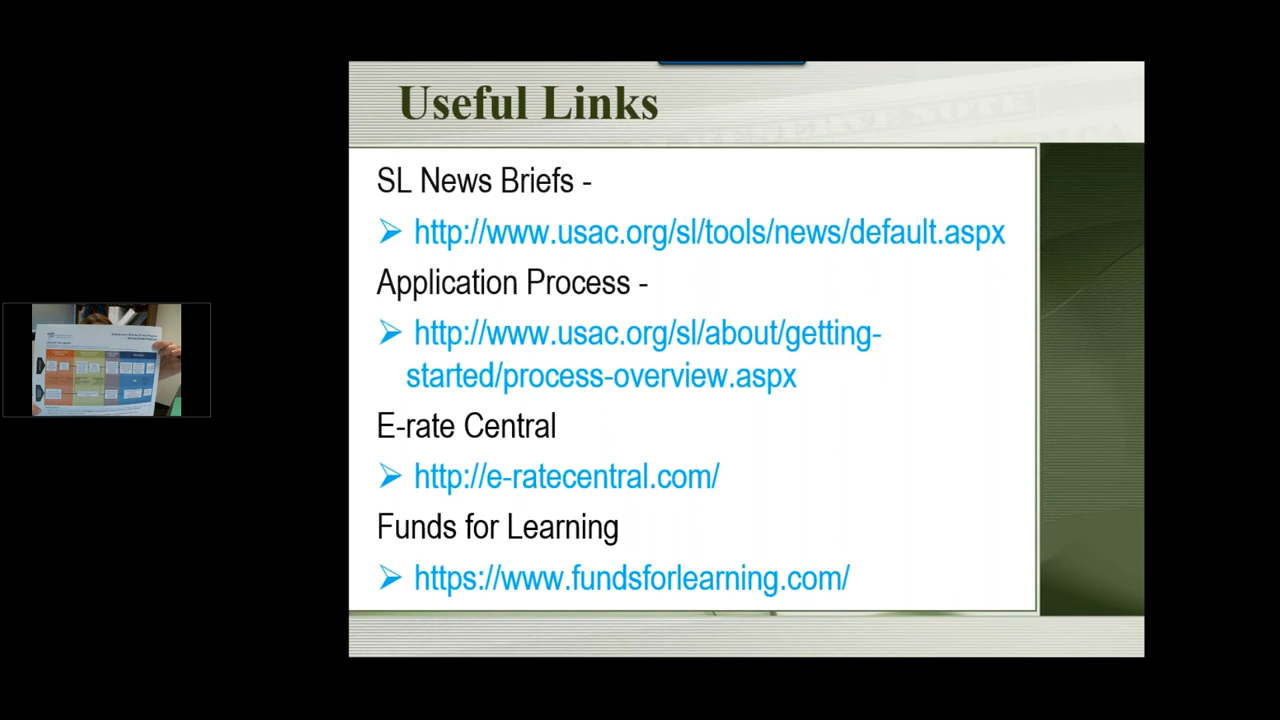 Useful Links
SL News Briefs -
➢ http://www.usac.org/sl/tools/news/default.aspx
Application Process -
➢ http://www.usac.org/sl/about/getting-
started/process-overview.aspx
E-rate Central
➢ http://e-ratecentral.com/
Funds for Learning
➢ https://www.fundsforlearning.com/